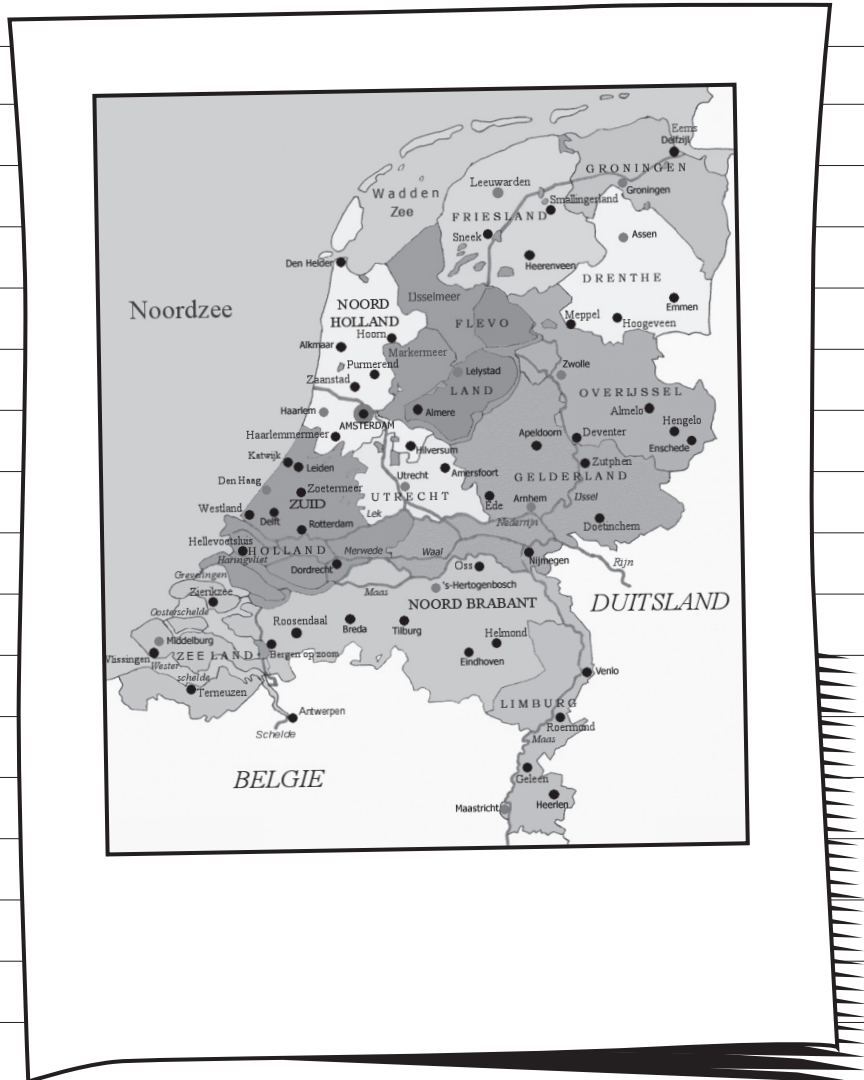 Eems
Delfzijl
GRONINGEN
Groningen
Leeuwarden
Wadden
Zee
Smallingerland
FRIESLAND
Sneek
Assen
Den Helder
Heerenveen
DRENTHE
IJsselmeer
Emmen
Noordzee
NOORD
HOLLAND
Hoorn
FLEVO
Meppel
Hoogeveen
Alkmaar
Markermeer
Purmerend
Zaanstad
Lelystad
Zwolle
LAND
OVERIJSSEL
Haarlem
AMSTERDAM
Almere
Almelo
Hengelo
Haarlemmermeer
Apeldoorn
Deventer
Enschede
Hilversum
Katwijk
Leiden
Amersfoort
Zutphen
Den Haag
Utrecht
GELDERLAND
Zoetermeer
UTRECHT
ZUID
Ede
Arnhem
IJssel
Westland
Delft
Lek
Rotterdam
Nederijn
Doetinchem
Hellevoetsluis
HOLLAND
Merwede
Waal
Haringvliet
Nijmegen
Rijn
Dordrecht
Oss
Grevelingen
Maas
's-Hertogenbosch
Zierikzee
NOORD BRABANT
DUITSLAND
Oosterschelde
Roosendaal
Breda
Tilburg
Helmond
Middelburg
Vlissingen
ZEELAND
Bergen op zoom
Eindhoven
Wester
schelde
Venlo
Terneuzen
LIMBURG
Antwerpen
Roermond
Schelde
Maas
BELGIE
Geleen
Maastricht
Heerlen